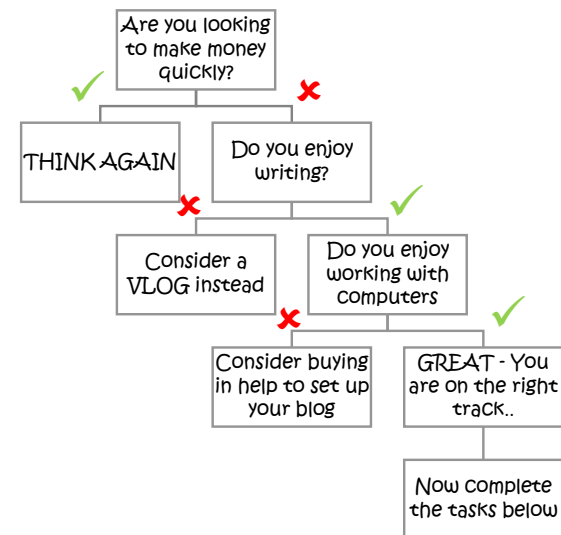 Are you looking
to make money
quickly?
THINK AGAIN
Do you enjoy
writing?
Consider a
VLOG instead
Do you enjoy
working with
computers
Consider buying
in help to set up
your blog
GREAT - You
are on the right
track..
Now complete
the tasks below